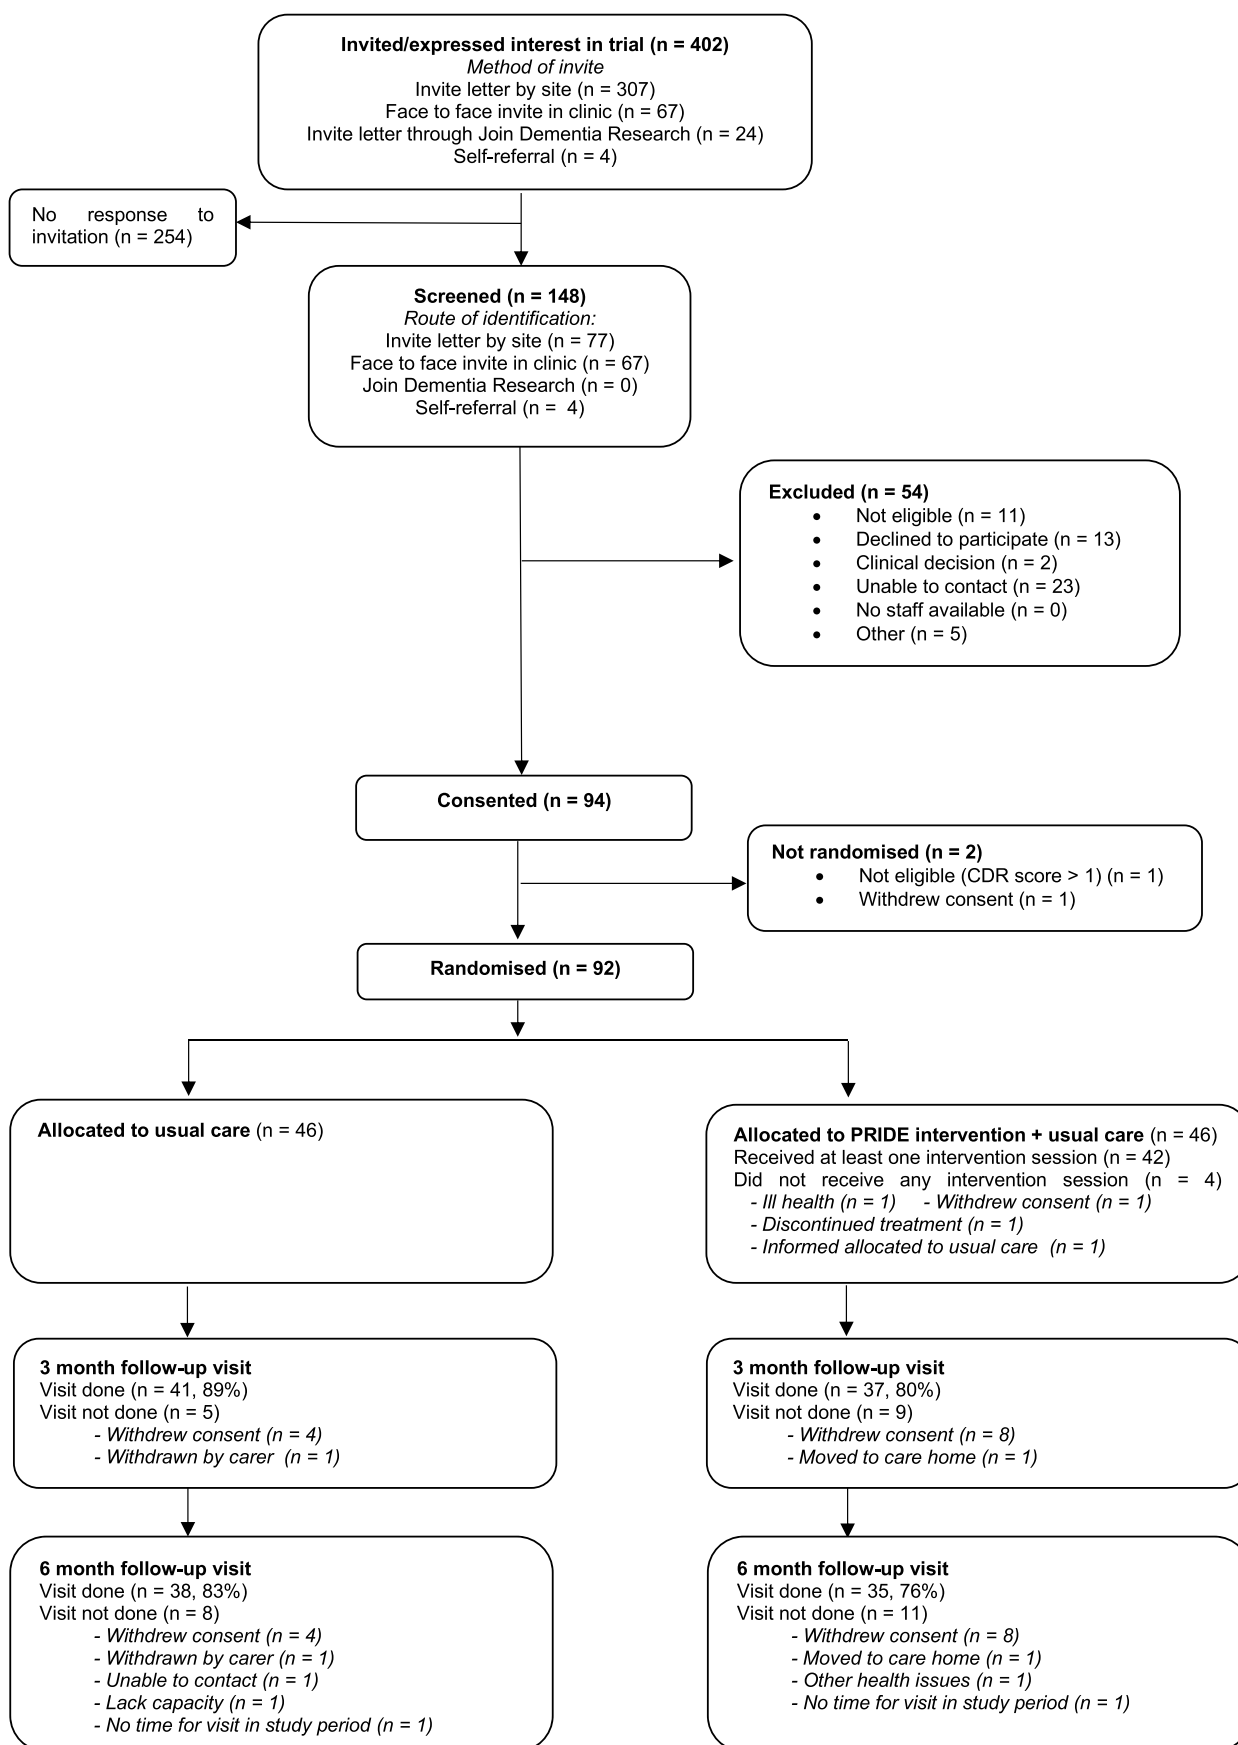 Invited/expressed interest in trial (n = 402)
Method of invite
Invite letter by site (n = 307)
Face to face invite in clinic (n = 67)
Invite letter through Join Dementia Research (n = 24)
Self-referral (n = 4)
No response to
invitation (n = 254)
Screened (n = 148)
Route of identification:
Invite letter by site (n = 77)
Face to face invite in clinic (n = 67)
Join Dementia Research (n = 0)
Self-referral (n = 4)
Excluded (n = 54)
• Not eligible (n = 11)
• Declined to participate (n = 13)
• Clinical decision (n = 2)
• Unable to contact (n = 23)
• No staff available (n = 0)
• Other (n = 5)
Consented (n = 94)
Not randomised (n = 2)
• Not eligible (CDR score > 1) (n = 1)
• Withdrew consent (n = 1)
Randomised (n = 92)
Allocated to usual care (n = 46)
Allocated to PRIDE intervention + usual care (n = 46)
Received at least one intervention session (n = 42)
Did not receive any intervention session (n = 4)
- Ill health (n = 1) - Withdrew consent (n = 1)
- Discontinued treatment (n = 1)
- Informed allocated to usual care (n = 1)
3 month follow-up visit
Visit done (n = 41, 89%)
Visit not done (n = 5)
- Withdrew consent (n = 4)
- Withdrawn by carer (n = 1)
3 month follow-up visit
Visit done (n = 37, 80%)
Visit not done (n = 9)
- Withdrew consent (n = 8)
- Moved to care home (n = 1)
6 month follow-up visit
Visit done (n = 38, 83%)
Visit not done (n = 8)
- Withdrew consent (n = 4)
- Withdrawn by carer (n = 1)
- Unable to contact (n = 1)
- Lack capacity (n = 1)
- No time for visit in study period (n = 1)
6 month follow-up visit
Visit done (n = 35, 76%)
Visit not done (n = 11)
- Withdrew consent (n = 8)
- Moved to care home (n = 1)
- Other health issues (n = 1)
- No time for visit in study period (n = 1)